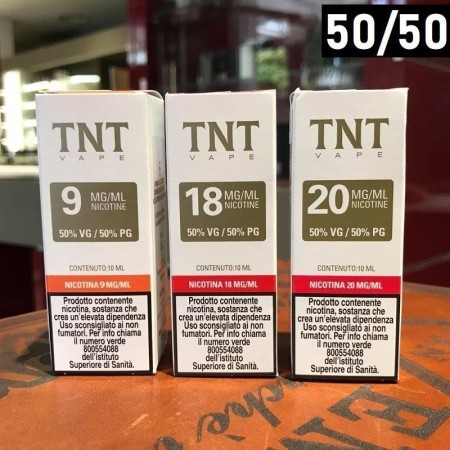 50/50
TNT
VAPE
9 MG/ML
NICOTINE
50% VG / 50% PG
CONTENUTO:10 ML
NICOTINA 9 MG/ML
Prodotto contenente
nicotina, sostanza che
crea un'elevata dipendenza
Uso sconsigliato ai non
fumatori. Per info chiama
il numero verde
800554088
dell'istituto
Superiore di Sanità.
TNT
VAPE
18 MG/ML
NICOTINE
50% VG / 50% PG
CONTENUTO:10 ML
NICOTINA 18 MG/ML
Prodotto contenente
nicotina, sostanza che
crea un'elevata dipendenza
Uso sconsigliato ai non
fumatori. Per info chiama
il numero verde
800554088
dell'istituto
Superiore di Sanità.
TNT
VAPE
20 MG/ML
NICOTINE
50% VG / 50% PG
CONTENUTO:10 ML
NICOTINA 20 MG/ML
Prodotto contenente
nicotina, sostanza che
crea un'elevata dipendenza
Uso sconsigliato ai non
fumatori. Per info chiama
il numero verde
800554088
dell'istituto
Superiore di Sanità.